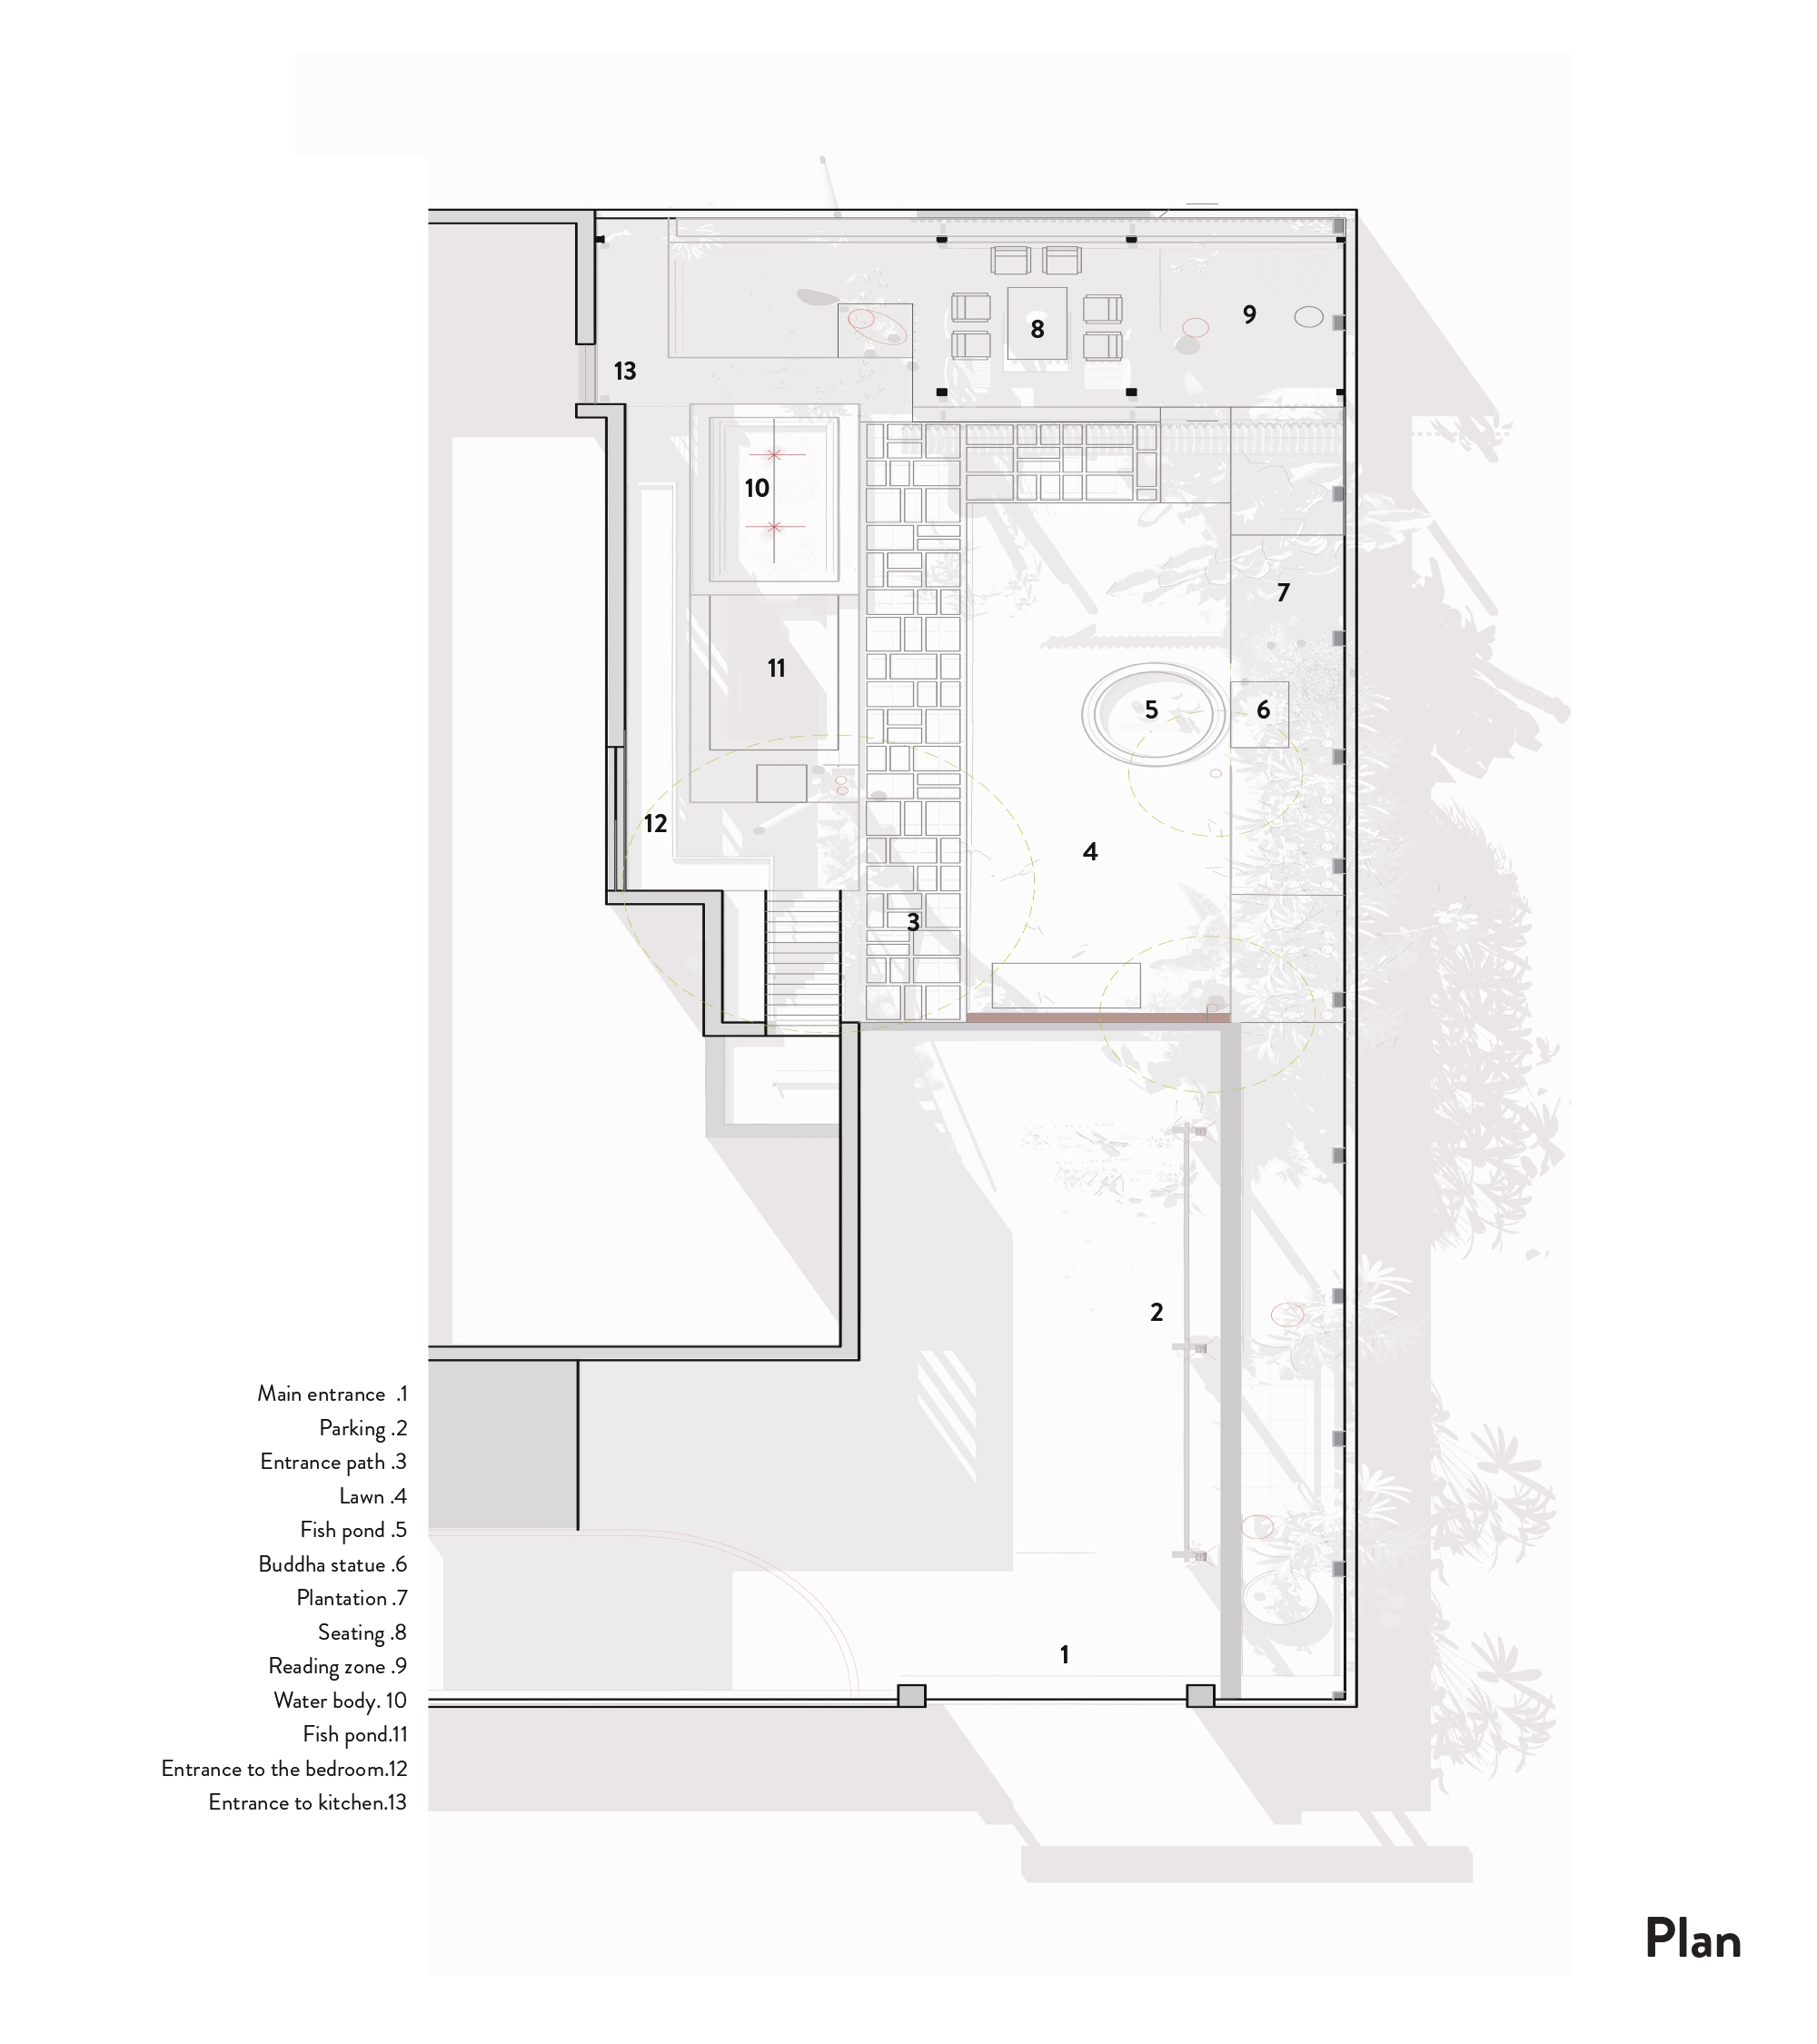 13
8
9
10
7
11
5
6
12
4
3
2
1
Main entrance .1
Parking .2
Entrance path .3
Lawn .4
Fish pond .5
Buddha statue .6
Plantation .7
Seating .8
Reading zone .9
Water body. 10
Fish pond.11
Entrance to the bedroom.12
Entrance to kitchen.13
Plan